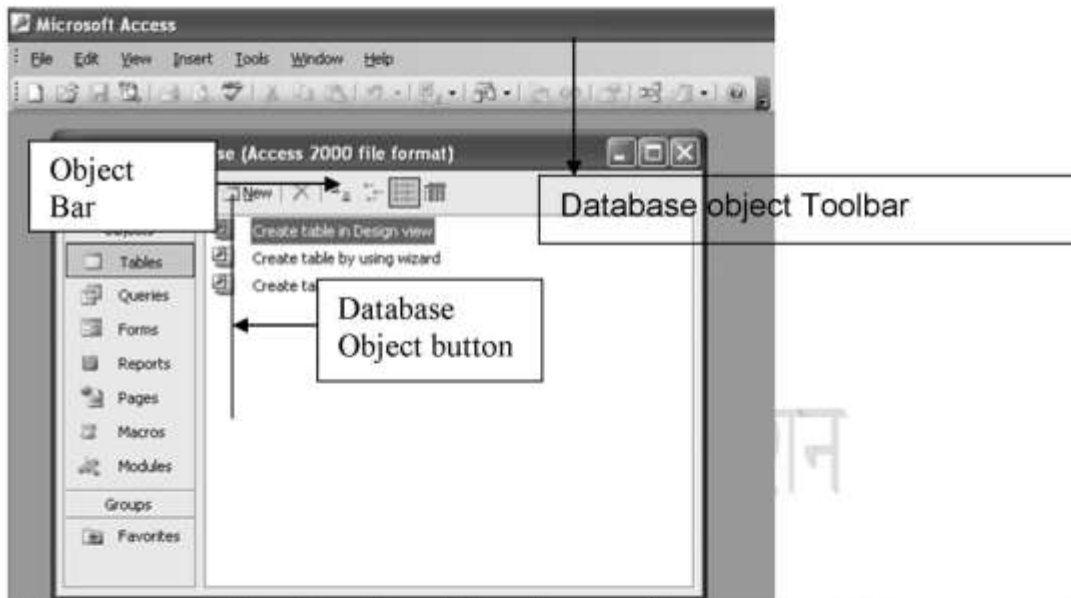 Microsoft Access
File Edit View Insert Tools Window Help
se (Access 2000 file format)
Object
Bar
New
Database object Toolbar
Create table in Design view
Tables
Create table by using wizard
Queries
Create ta
Database
Object button
Forms
Reports
Pages
Macros
Modules
Groups
Favorites